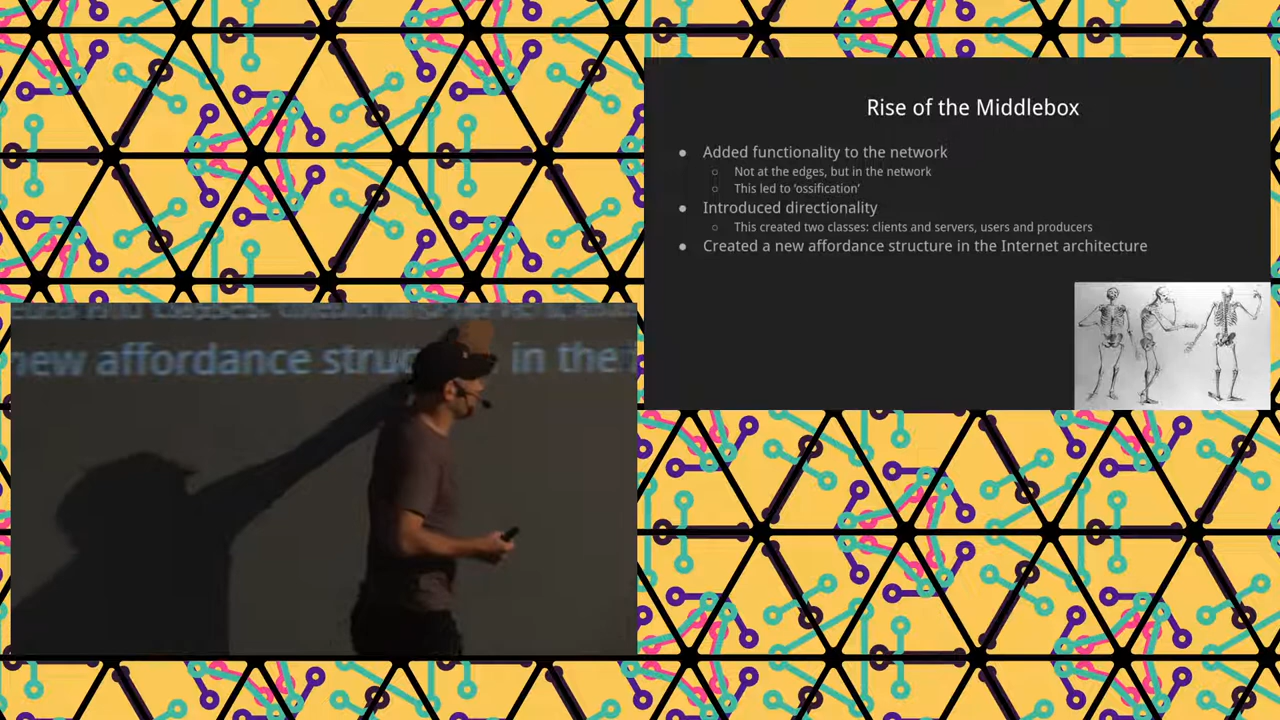 Rise of the Middlebox
● Added functionality to the network
○ Not at the edges, but in the network
○ This led to ‘ossification’
● Introduced directionality
○ This created two classes: clients and servers, users and producers
● Created a new affordance structure in the Internet architecture
new affordance struc in the